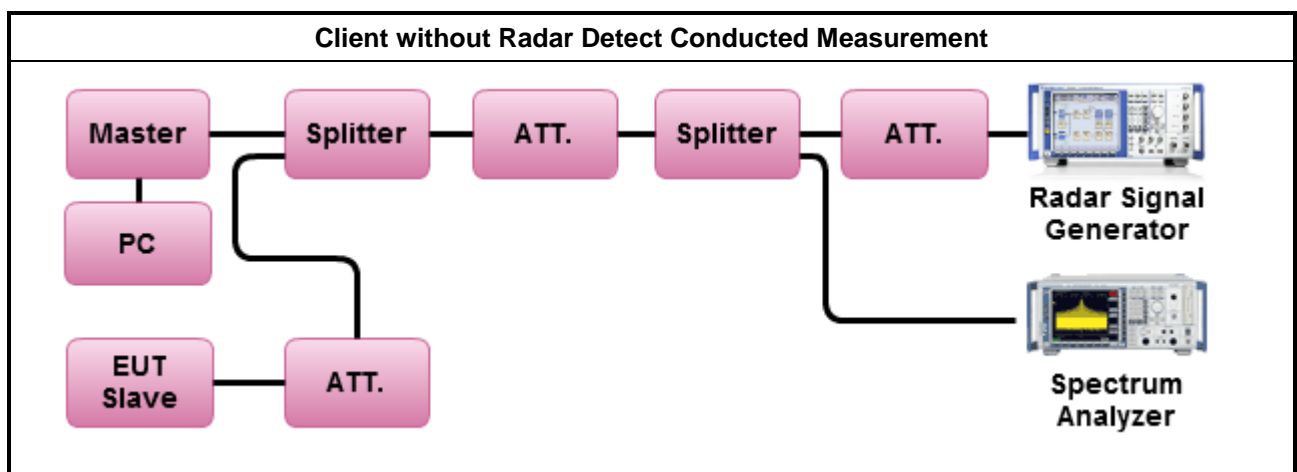 Client without Radar Detect Conducted Measurement
Master
Splitter
ATT.
Splitter
ATT.
Radar Signal
Generator
PC
EUT
Slave
ATT.
Spectrum
Analyzer